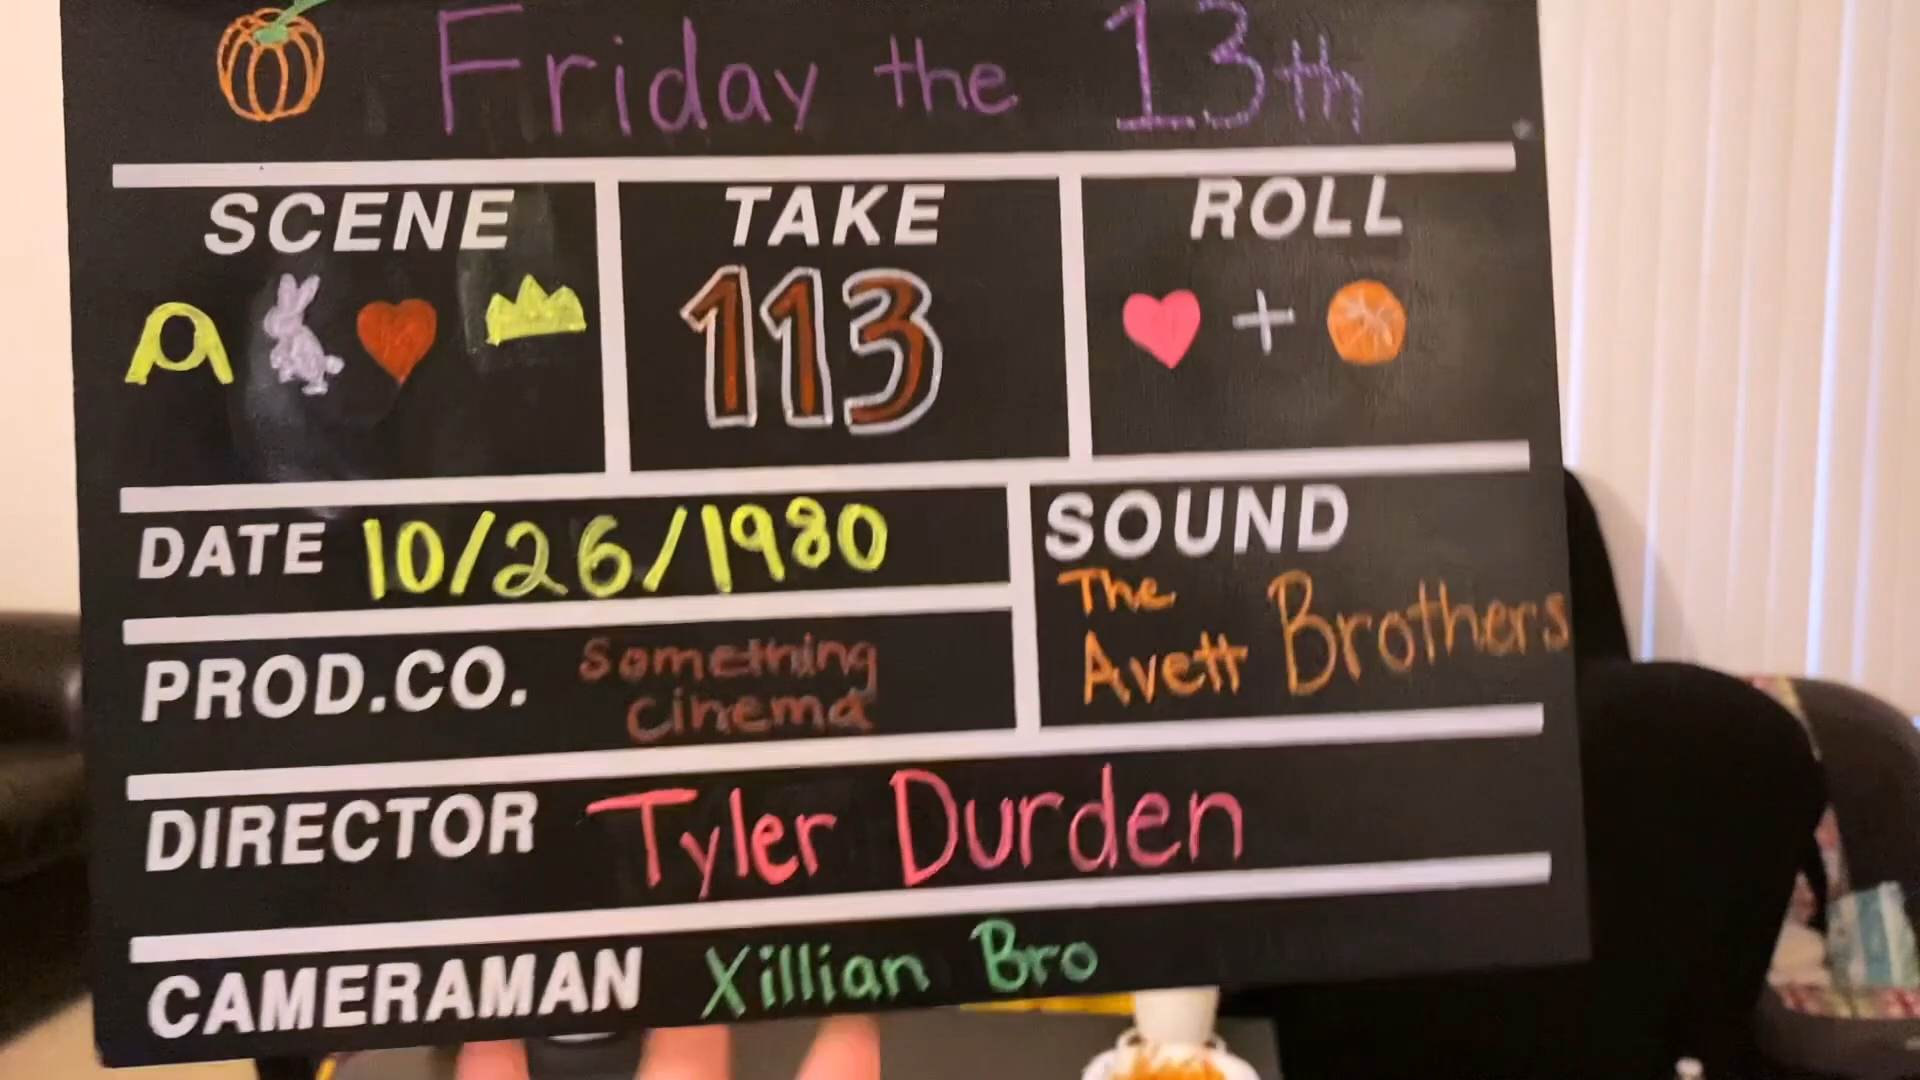 Friday the 13th
SCENE
TAKE
ROLL
113
+
DATE 10/26/1980
SOUND
The
Avett Brothers
PROD.CO. Something
cinema
DIRECTOR Tyler Durden
CAMERAMAN Xillian Bro